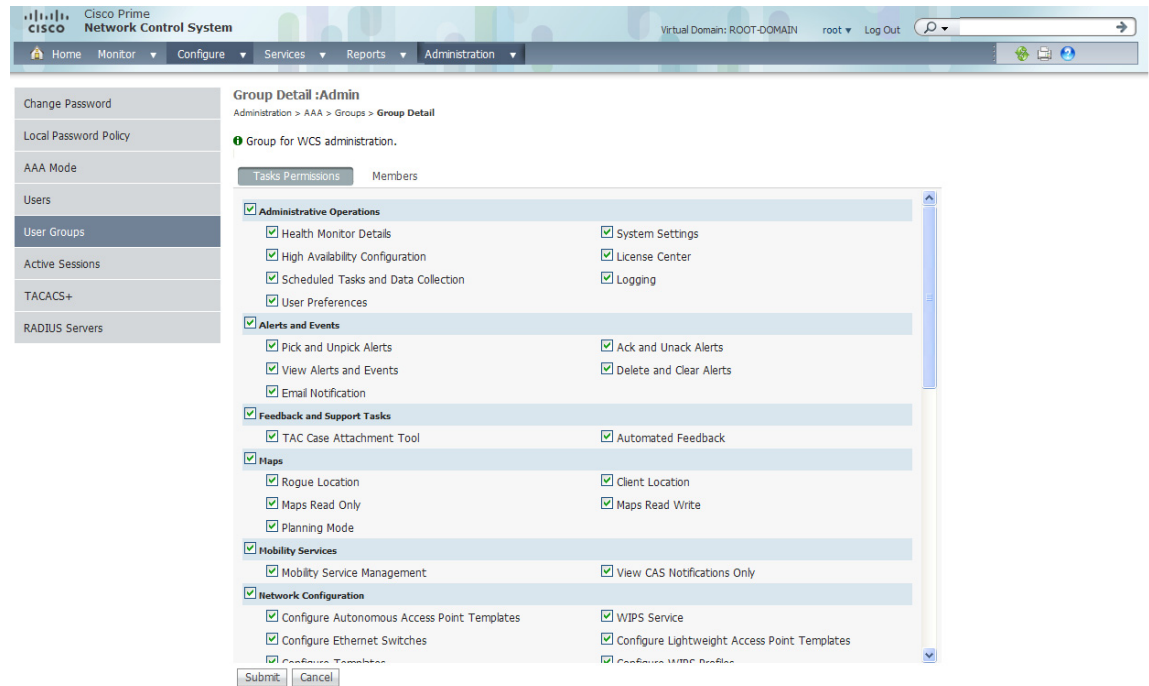 Cisco Prime
CISCO Network Control System
Virtual Domain: ROOT-DOMAIN root Log Out
Home Monitor Configure Services Reports Administration
Change Password
Local Password Policy
AAA Mode
Users
User Groups
Active Sessions
TACACS+
RADIUS Servers
Group Detail :Admin
Administration > AAA > Groups > Group Detail
Group for WCS administration.
Tasks Permissions Members
Administrative Operations
Health Monitor Details System Settings
High Availability Configuration License Center
Scheduled Tasks and Data Collection Logging
User Preferences
Alerts and Events
Pick and Unpick Alerts Ack and Unack Alerts
View Alerts and Events Delete and Clear Alerts
Email Notification
Feedback and Support Tasks
TAC Case Attachment Tool Automated Feedback
Maps
Rogue Location Client Location
Maps Read Only Maps Read Write
Planning Mode
Mobility Services
Mobility Service Management View CAS Notifications Only
Network Configuration
Configure Autonomous Access Point Templates WIPS Service
Configure Ethernet Switches Configure Lightweight Access Point Templates
Configure Templates Configure WIPS Profiles
Submit Cancel